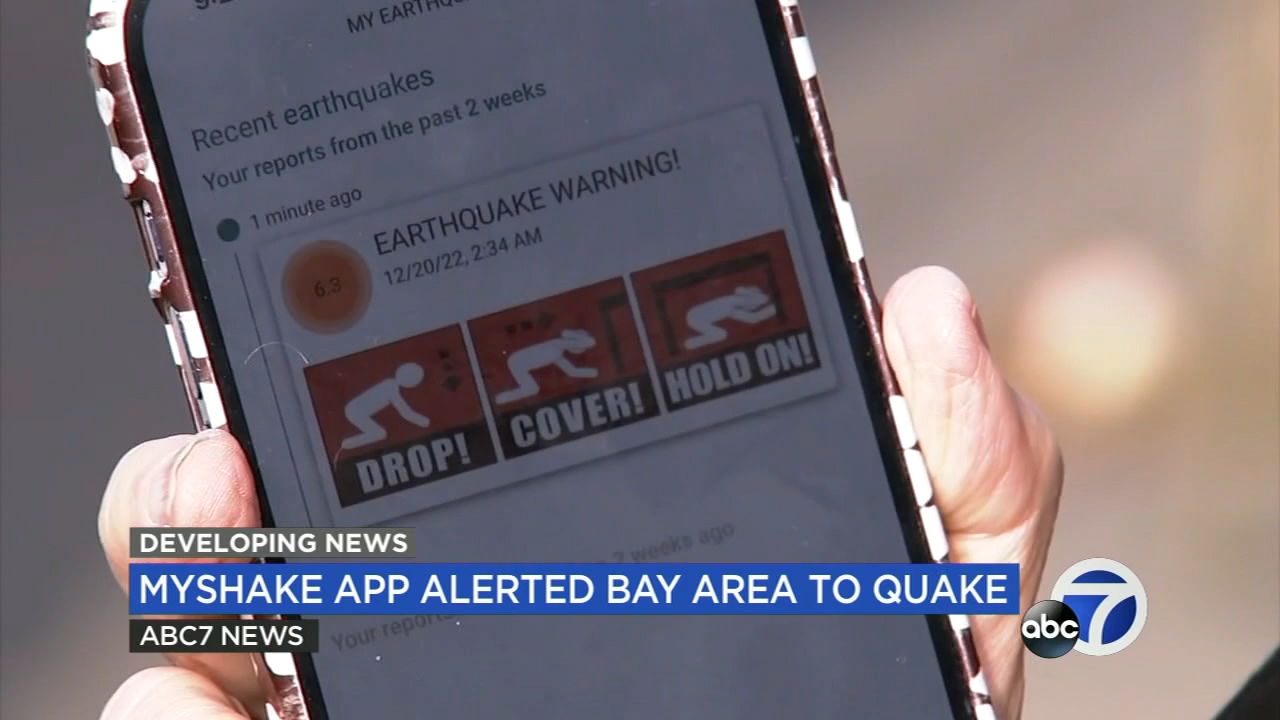 MY EARTHQU
Recent earthquakes
Your reports from the past 2 weeks
1 minute ago
EARTHQUAKE WARNING!
6.3
12/20/22, 2:34 AM
DROP!
COVER!
HOLD ON!
2 weeks ago
Your reports
DEVELOPING NEWS
MYSHAKE APP ALERTED BAY AREA TO QUAKE
ABC7 NEWS
abc 7